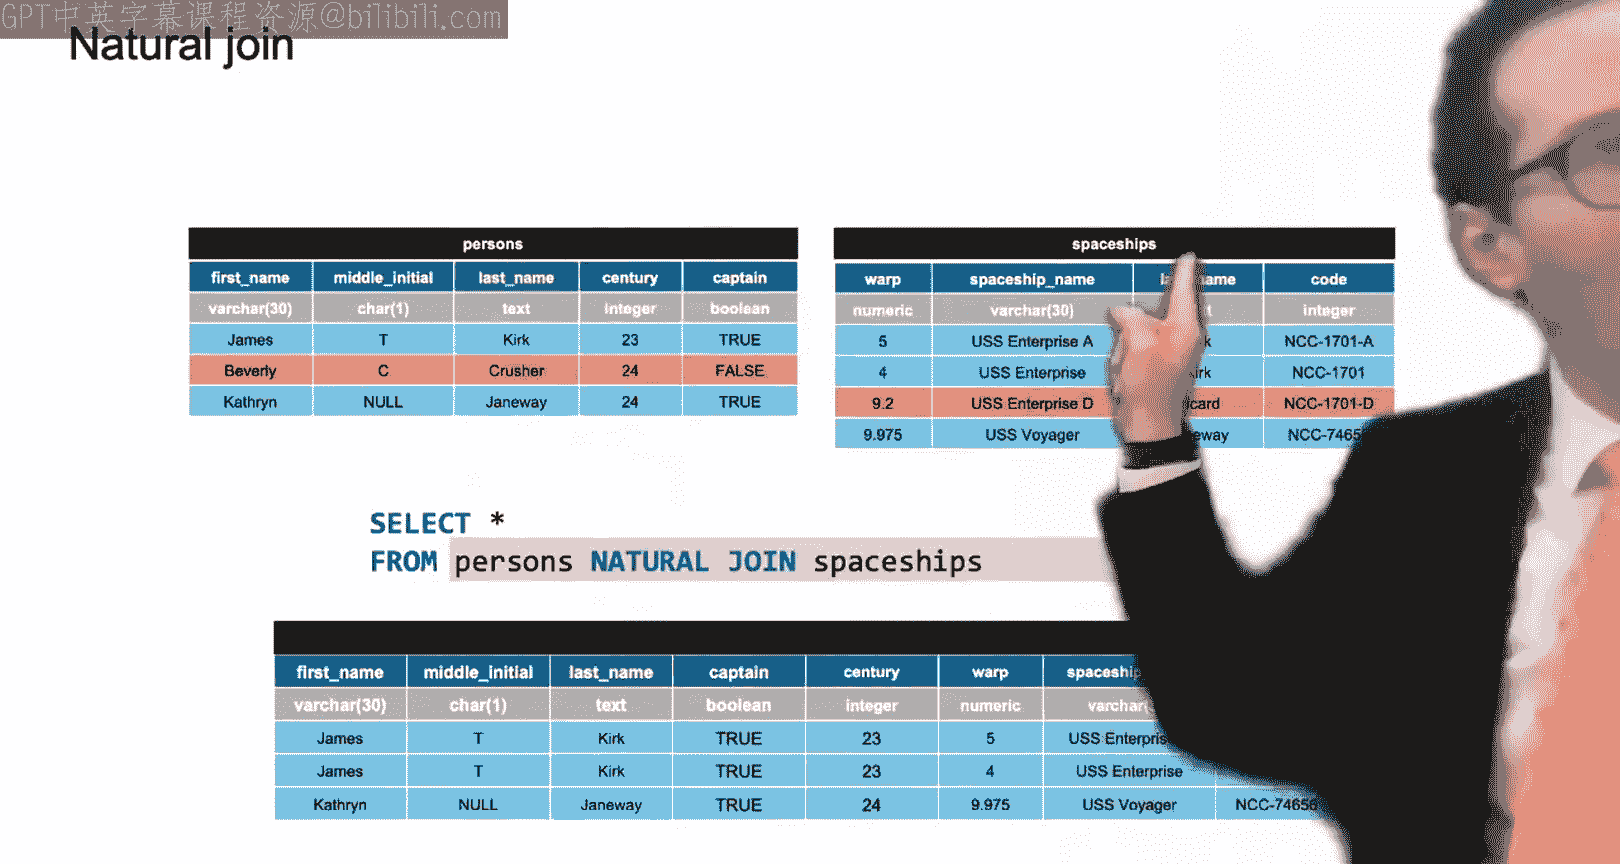 GPT中英字幕课程资源@bilibili.com
Natural join
persons
first_name middle_initial last_name century captain
varchar(30) char(1) text integer boolean
James T Kirk 23 TRUE
Beverly C Crusher 24 FALSE
Kathryn NULL Janeway 24 TRUE
spaceships
warp spaceship_name code
numeric varchar(30) integer
5 USS Enterprise A NCC-1701-A
4 USS Enterprise NCC-1701
9.2 USS Enterprise D NCC-1701-D
9.975 USS Voyager
SELECT *
FROM persons NATURAL JOIN spaceships
first_name middle_initial last_name captain century warp
varchar(30) char(1) text boolean integer numeric
James T Kirk TRUE 23 5 USS
James T Kirk TRUE 23 4 USS Enterprise
Kathryn NULL Janeway TRUE 24 9.975 USS Voyager